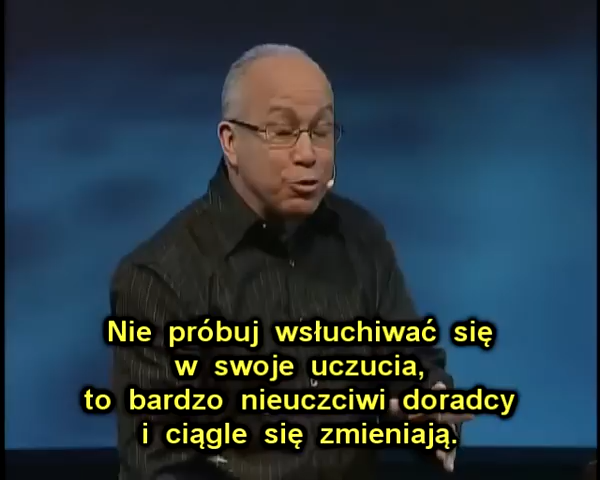 Nie próbuj wsłuchiwać się
w swoje uczucia,
to bardzo nieuczciwi doradcy
i ciągle się zmieniają.